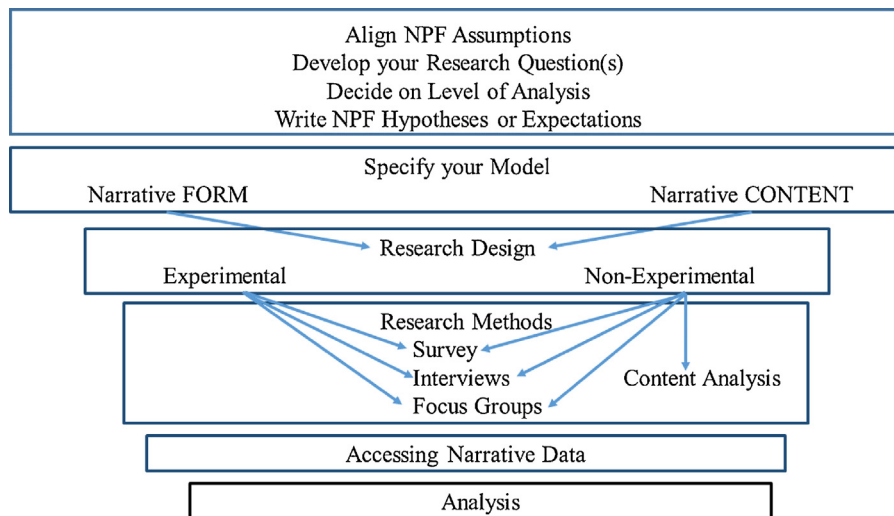 Align NPF Assumptions
Develop your Research Question(s)
Decide on Level of Analysis
Write NPF Hypotheses or Expectations
Specify your Model
Narrative FORM
Narrative CONTENT
Research Design
Experimental
Non-Experimental
Research Methods
Survey
Interviews
Content Analysis
Focus Groups
Accessing Narrative Data
Analysis